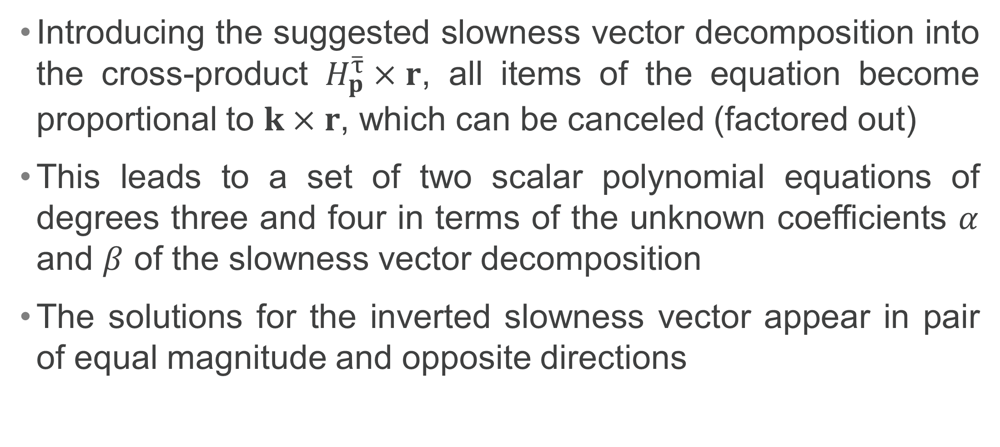 • Introducing the suggested slowness vector decomposition into
the cross-product $H_{\mathbf{p}}^{\bar{\tau}} \times \mathbf{r}$, all items of the equation become
proportional to $\mathbf{k} \times \mathbf{r}$, which can be canceled (factored out)
• This leads to a set of two scalar polynomial equations of
degrees three and four in terms of the unknown coefficients $\alpha$
and $\beta$ of the slowness vector decomposition
• The solutions for the inverted slowness vector appear in pair
of equal magnitude and opposite directions